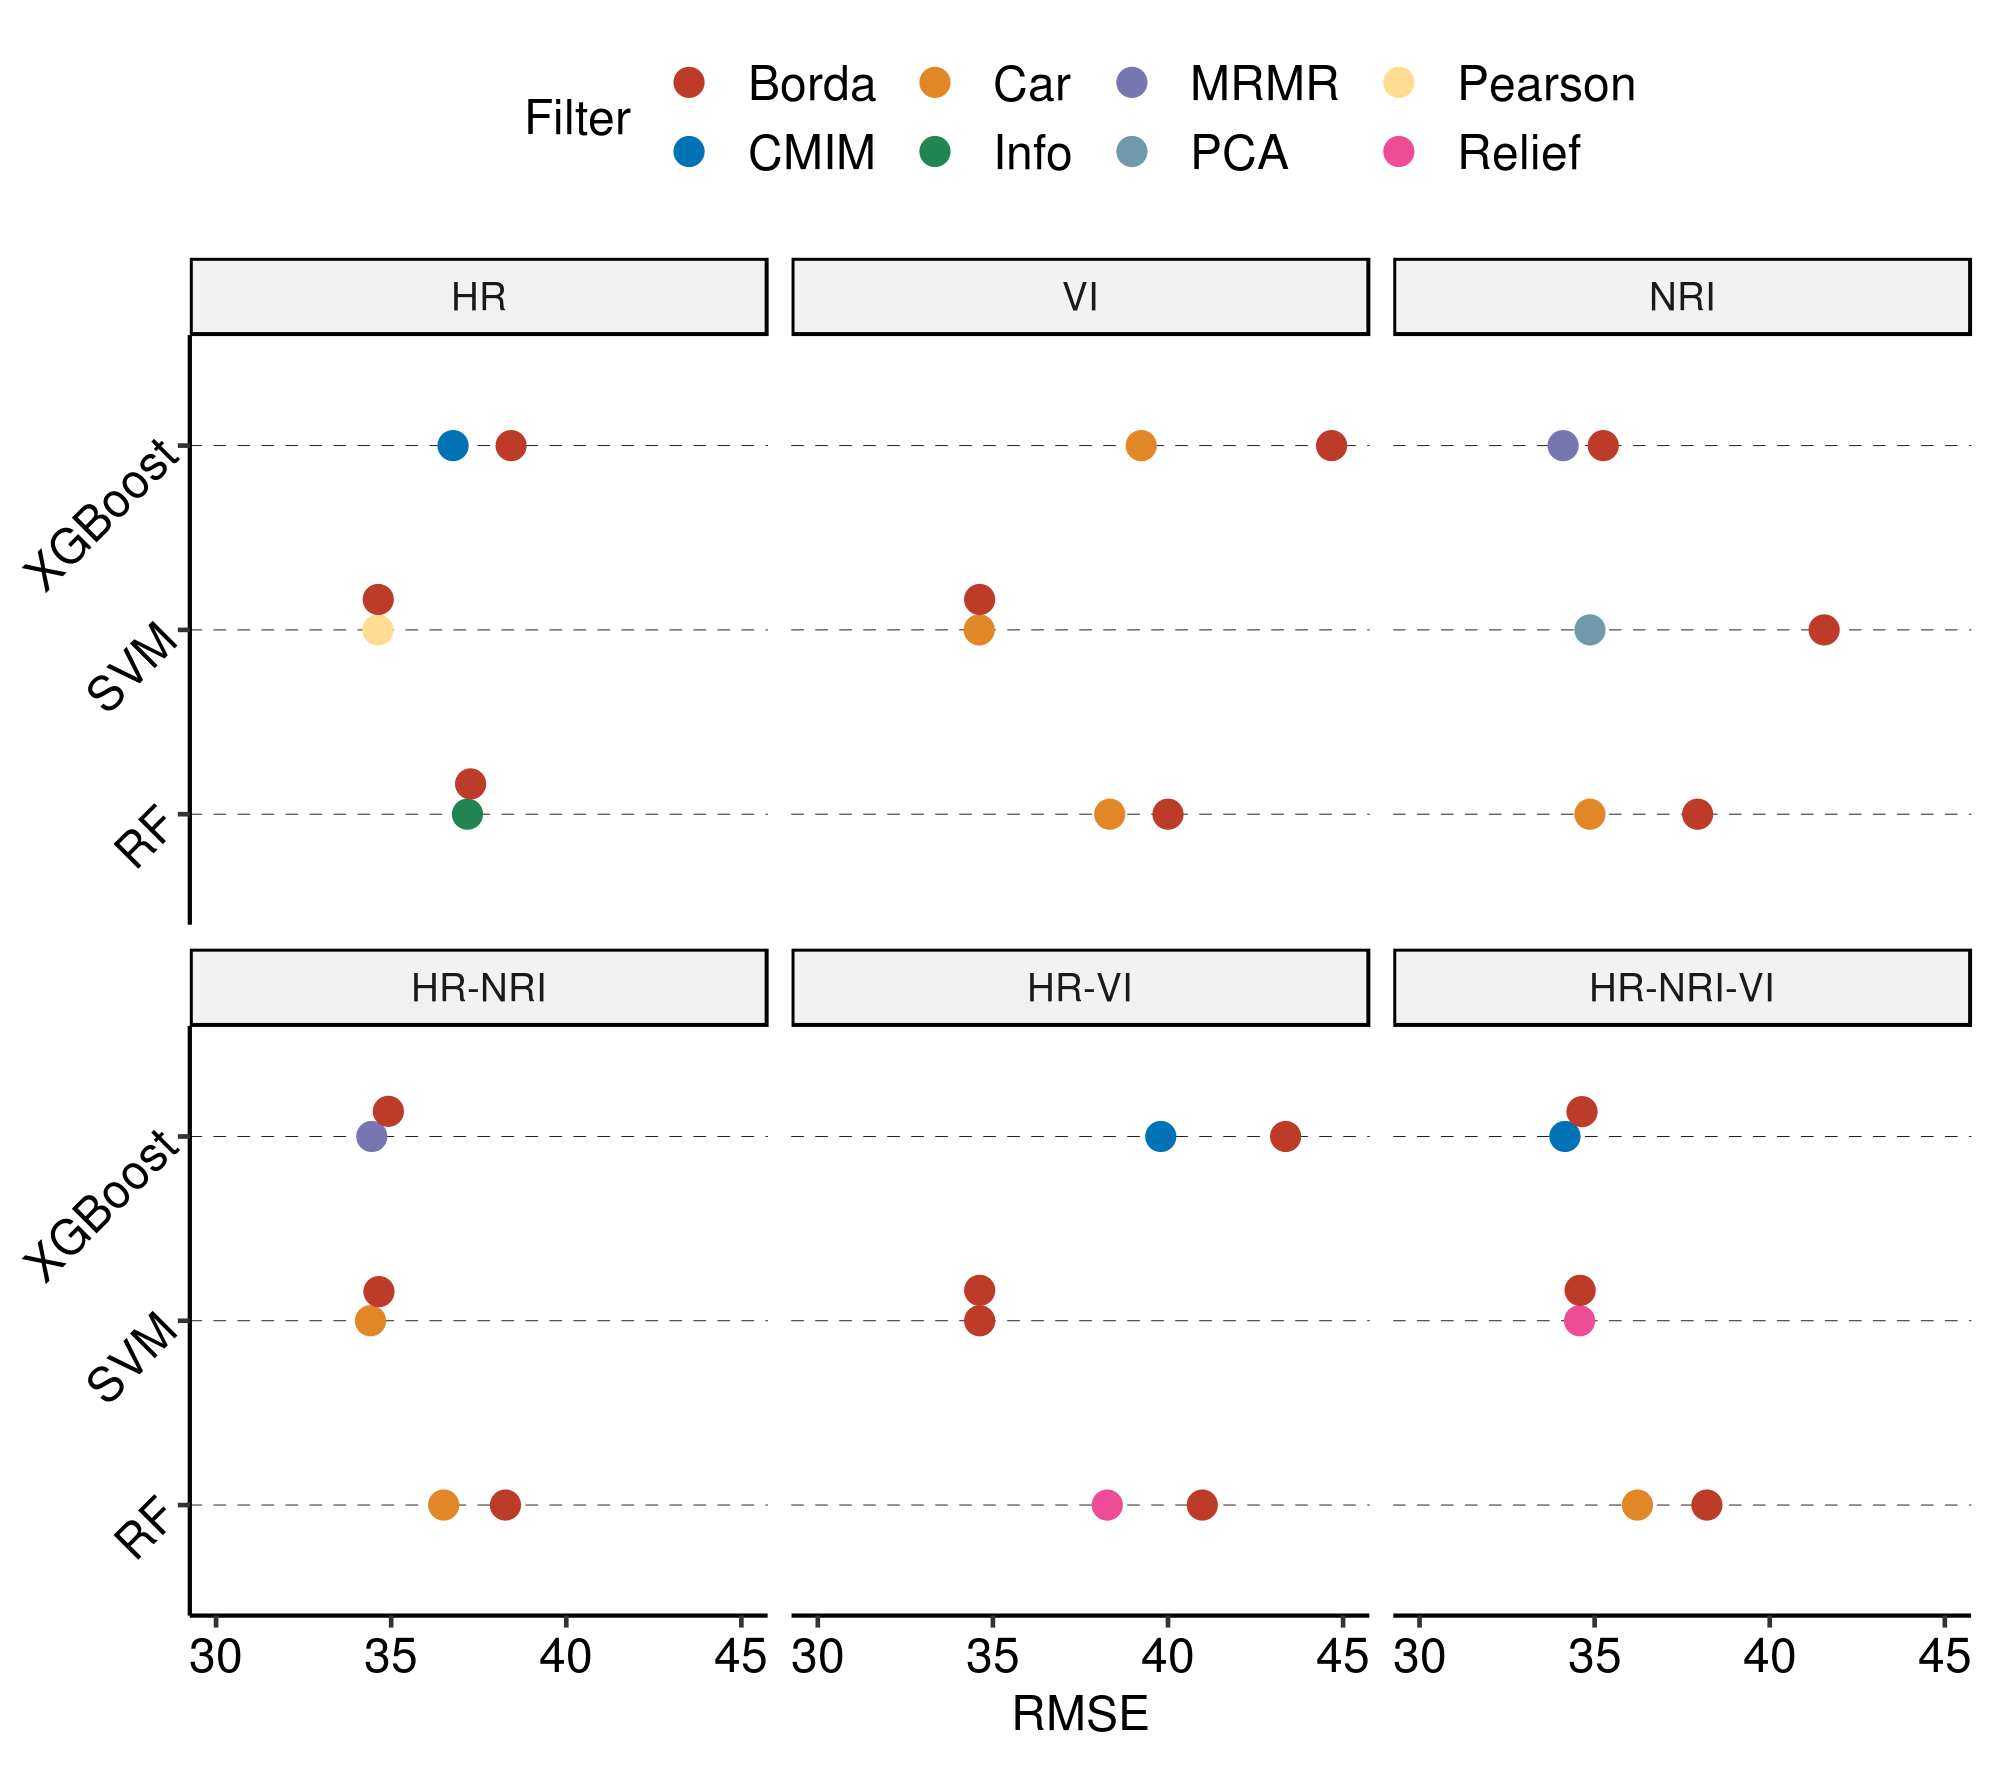 Filter
Borda Car MRMR Pearson
CMIM Info PCA Relief
HR VI NRI
XGBoost
SVM
RF
HR-NRI HR-VI HR-NRI-VI
XGBoost
SVM
RF
30 35 40 45 30 35 40 45 30 35 40 45
RMSE